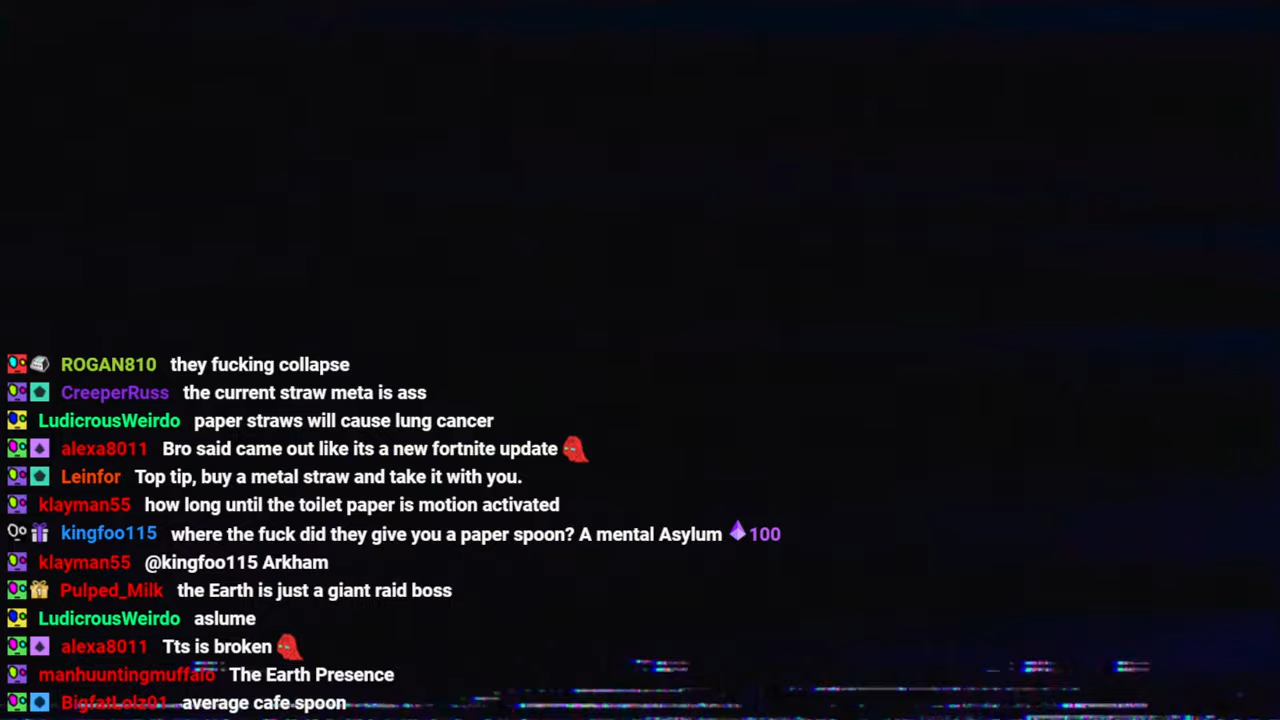 ROGAN810 they fucking collapse
CreeperRuss the current straw meta is ass
LudicrousWeirdo paper straws will cause lung cancer
alexa8011 Bro said came out like its a new fortnite update
Leinfor Top tip, buy a metal straw and take it with you.
klayman55 how long until the toilet paper is motion activated
kingfoo115 where the fuck did they give you a paper spoon? A mental Asylum 100
klayman55 @kingfoo115 Arkham
Pulped_Milk the Earth is just a giant raid boss
LudicrousWeirdo aslume
alexa8011 Tts is broken
manhuuntingmuffalo The Earth Presence
BigfatLolz01 average cafe spoon